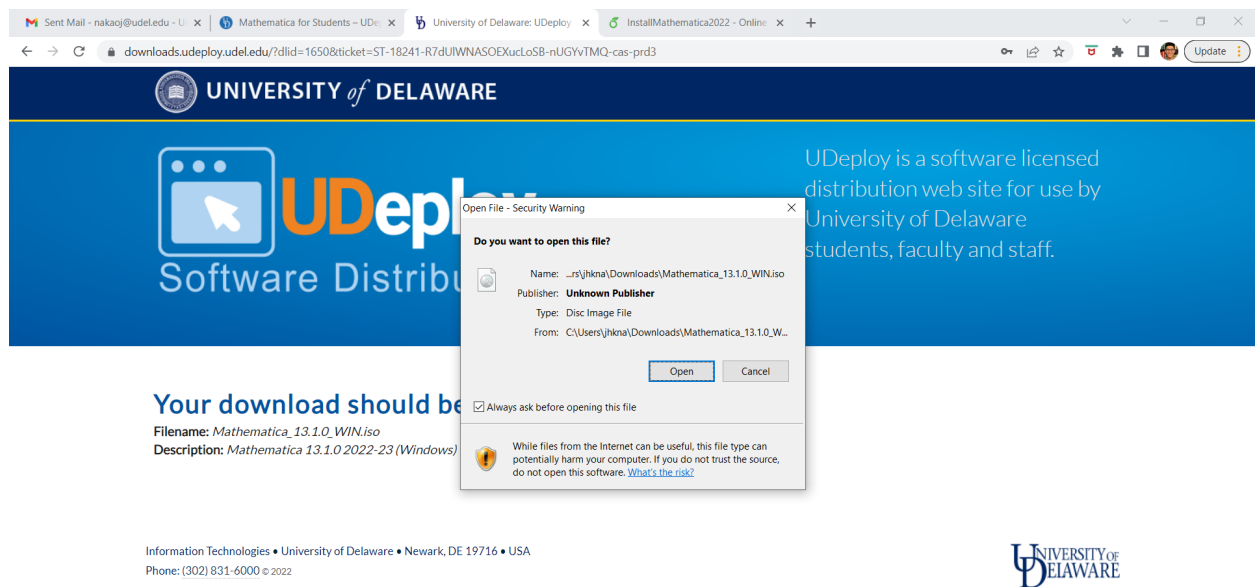 Sent Mail - nakaoj@udel.edu - U
Mathematica for Students – UDe
University of Delaware: UDeploy
InstallMathematica2022 - Online
downloads.udeploy.udel.edu/?dlid=1650&ticket=ST-18241-R7dUlWNASOEXucLoSB-nUGYvTMQ-cas-prd3
Update
UNIVERSITY of DELAWARE
UDeploy
Software Distribu
UDeploy is a software licensed
distribution web site for use by
University of Delaware
students, faculty and staff.
Open File - Security Warning
Do you want to open this file?
Name: ...rs\jhkna\Downloads\Mathematica_13.1.0_WIN.iso
Publisher: Unknown Publisher
Type: Disc Image File
From: C:\Users\jhkna\Downloads\Mathematica_13.1.0_W...
Open Cancel
Always ask before opening this file
While files from the Internet can be useful, this file type can
potentially harm your computer. If you do not trust the source,
do not open this software. What's the risk?
Your download should be
Filename: Mathematica_13.1.0_WIN.iso
Description: Mathematica 13.1.0 2022-23 (Windows)
Information Technologies • University of Delaware • Newark, DE 19716 • USA
Phone: (302) 831-6000 © 2022
UNIVERSITY OF
DELAWARE